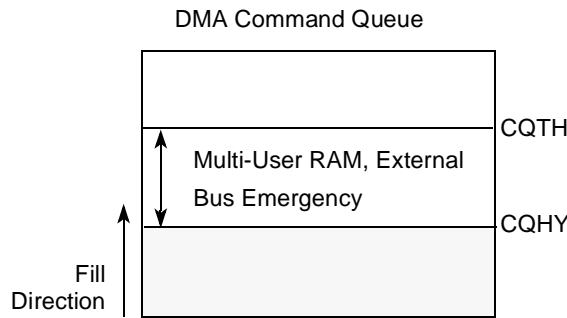 DMA Command Queue
CQTH
Multi-User RAM, External
Bus Emergency
CQHY
Fill
Direction